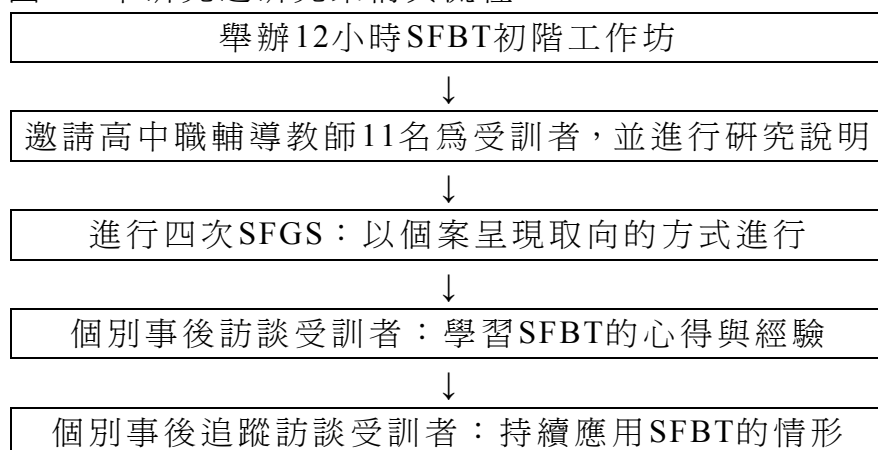 舉辦12小時SFBT初階工作坊
↓
邀請高中職輔導教師11名為受訓者，並進行研究說明
↓
進行四次SFGS：以個案呈現取向的方式進行
↓
個別事後訪談受訓者：學習SFBT的心得與經驗
↓
個別事後追蹤訪談受訓者：持續應用SFBT的情形